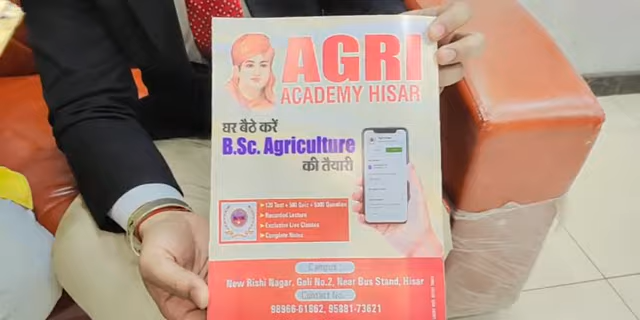 AGRI
ACADEMY HISAR
घर बैठे करें
B.Sc. Agriculture
की तैयारी
Recorded Lecture
Exclusive Live Classes
Complete Notes
Campus
New Rishi Nagar, Gali No.2, Near Bus Stand, Hisar
Contact No.
98966-61862, 95881-73621